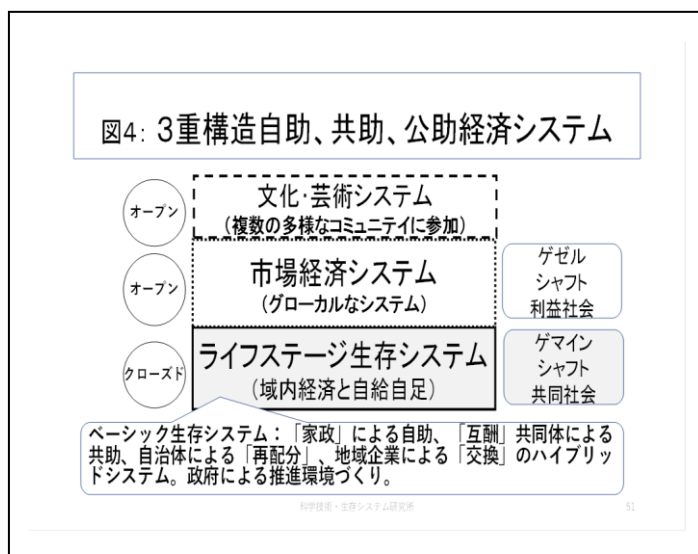 図4: 3重構造自助、共助、公助経済システム
オープン
文化・芸術システム
(複数の多様なコミュニテイに参加)
オープン
市場経済システム
(グローカルなシステム)
ゲゼル
シャフト
利益社会
クローズド
ライフステージ生存システム
(域内経済と自給自足)
ゲマイン
シャフト
共同社会
ベーシック生存システム：「家政」による自助、「互酬」共同体による
共助、自治体による「再配分」、地域企業による「交換」のハイブリッ
ドシステム。政府による推進環境づくり。
科学技術・生存システム研究所
51